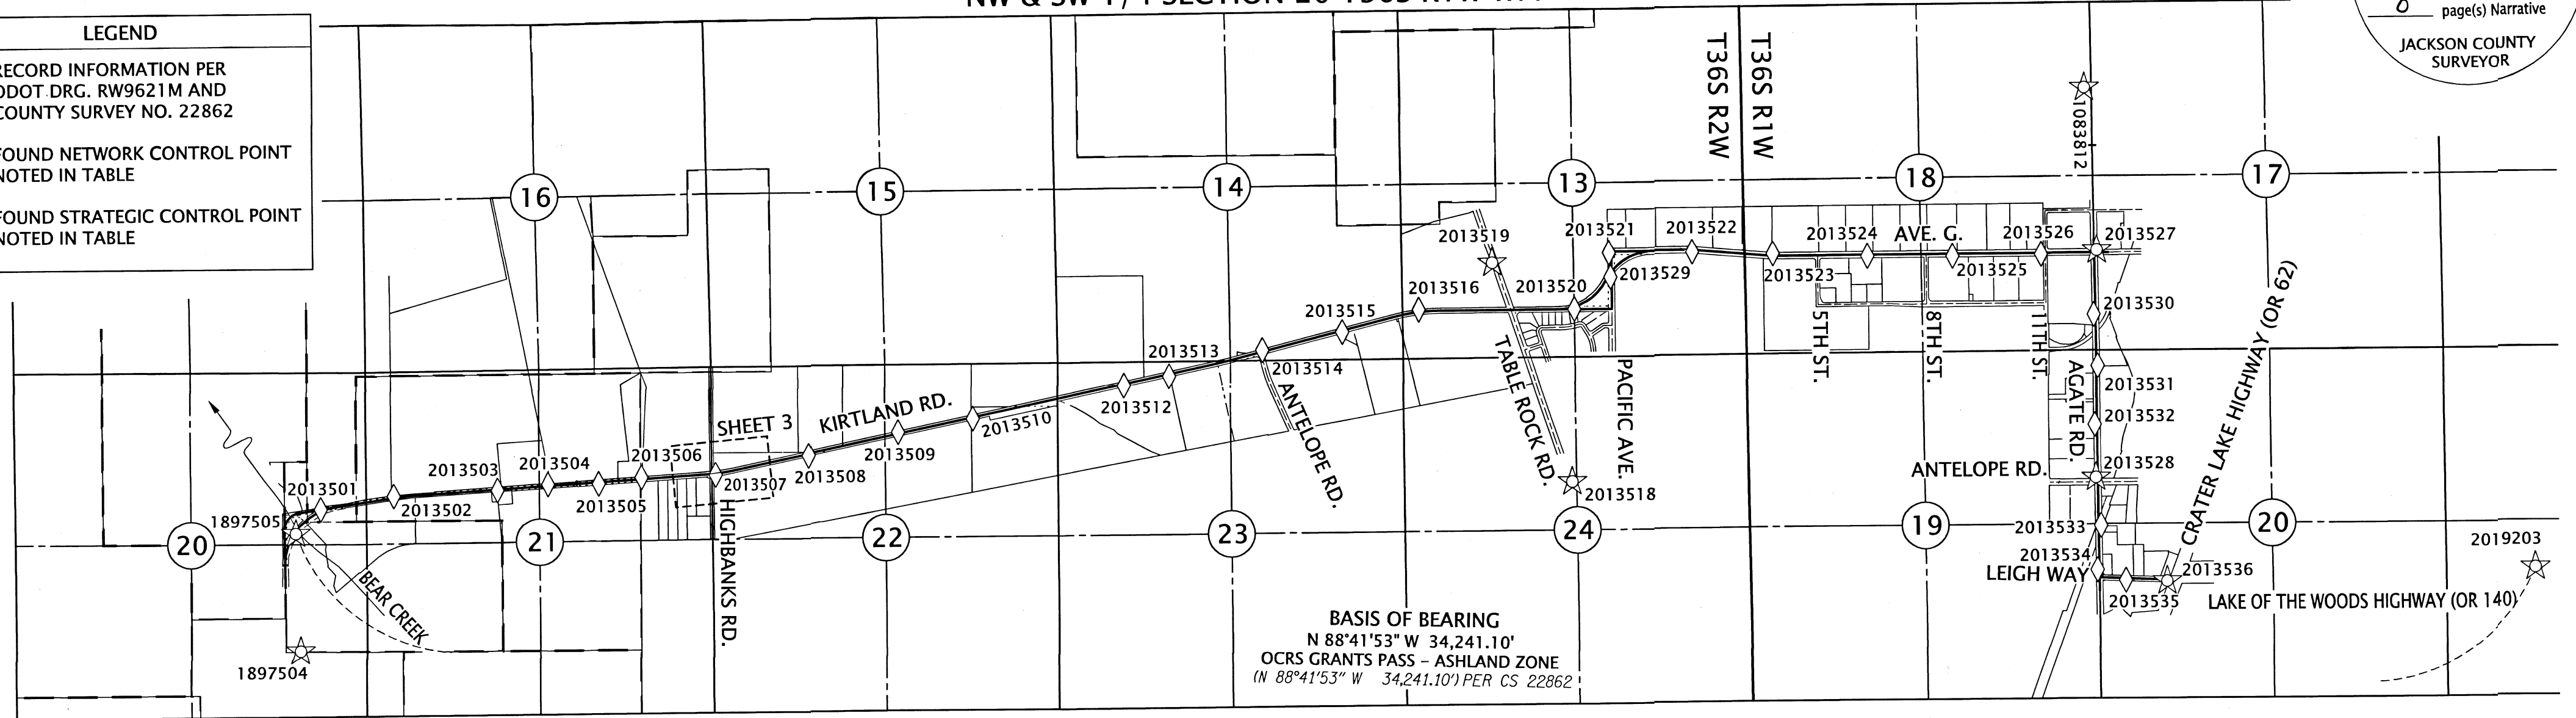 LEGEND
RECORD INFORMATION PER
ODOT DRG. RW9621M AND
COUNTY SURVEY NO. 22862
FOUND NETWORK CONTROL POINT
NOTED IN TABLE
FOUND STRATEGIC CONTROL POINT
NOTED IN TABLE
page(s) Narrative
JACKSON COUNTY
SURVEYOR
T36S R2W
T36S R1W
1083812
16
15
14
13
18
17
2013519
2013521
2013522
2013524
AVE. G.
2013526
2013527
2013529
2013523
2013525
2013516
2013520
2013515
2013530
5TH ST.
8TH ST.
11TH ST.
CRATER LAKE HIGHWAY (OR 62)
2013513
2013514
TABLE ROCK RD.
PACIFIC AVE.
AGATE RD.
2013531
2013512
ANTELOPE RD.
2013532
SHEET 3
KIRTLAND RD.
2013510
2013509
2013506
2013508
2013503
2013504
2013507
2013505
2013501
2013502
1897505
2013528
ANTELOPE RD.
2013518
2013533
20
21
HIGHBANKS RD.
22
23
24
19
20
2019203
2013534
LEIGH WAY
2013536
2013535
LAKE OF THE WOODS HIGHWAY (OR 140)
BEAR CREEK
1897504
BASIS OF BEARING
N 88°41'53" W 34,241.10'
OCRS GRANTS PASS – ASHLAND ZONE
(N 88°41'53" W 34,241.10') PER CS 22862